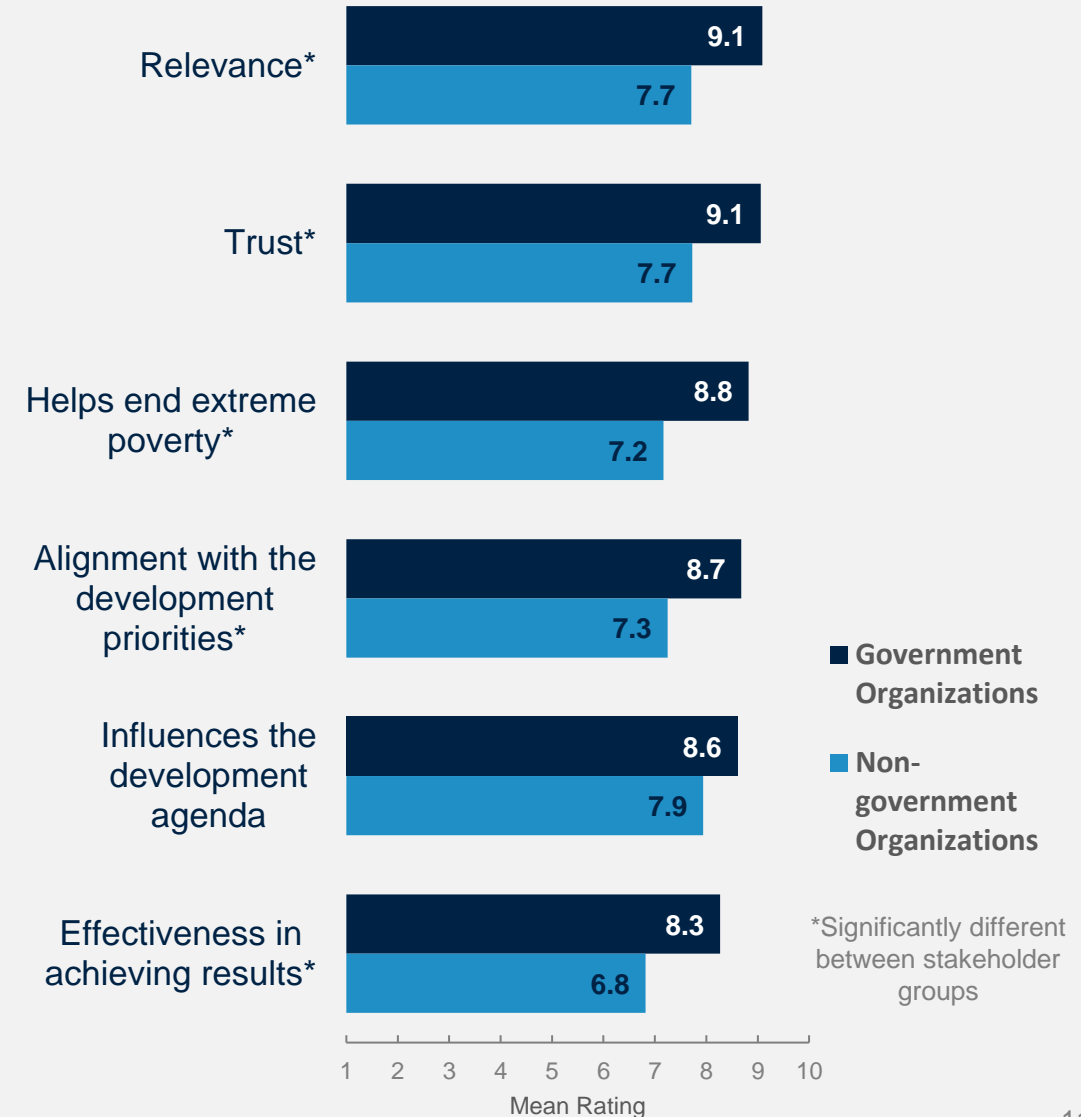 Relevance*
9.1
7.7
Trust*
9.1
7.7
Helps end extreme
poverty*
8.8
7.2
Alignment with the
development
priorities*
8.7
7.3
Influences the
development
agenda
8.6
7.9
Effectiveness in
achieving results*
8.3
6.8
1 2 3 4 5 6 7 8 9 10
Mean Rating
Government
Organizations
Non-
government
Organizations
*Significantly different
between stakeholder
groups